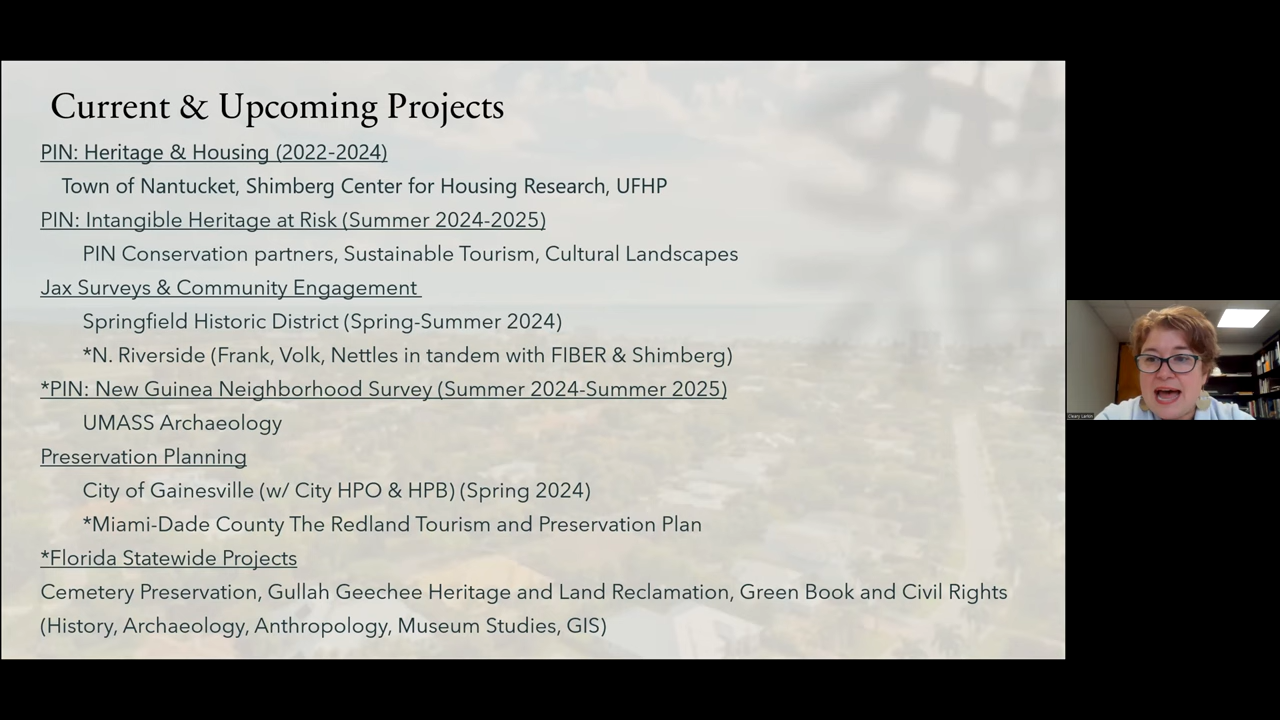 Current & Upcoming Projects
PIN: Heritage & Housing (2022-2024)
Town of Nantucket, Shimberg Center for Housing Research, UFHP
PIN: Intangible Heritage at Risk (Summer 2024-2025)
PIN Conservation partners, Sustainable Tourism, Cultural Landscapes
Jax Surveys & Community Engagement
Springfield Historic District (Spring-Summer 2024)
*N. Riverside (Frank, Volk, Nettles in tandem with FIBER & Shimberg)
*PIN: New Guinea Neighborhood Survey (Summer 2024-Summer 2025)
UMASS Archaeology
Preservation Planning
City of Gainesville (w/ City HPO & HPB) (Spring 2024)
*Miami-Dade County The Redland Tourism and Preservation Plan
*Florida Statewide Projects
Cemetery Preservation, Gullah Geechee Heritage and Land Reclamation, Green Book and Civil Rights
(History, Archaeology, Anthropology, Museum Studies, GIS)
Cleary Larkin